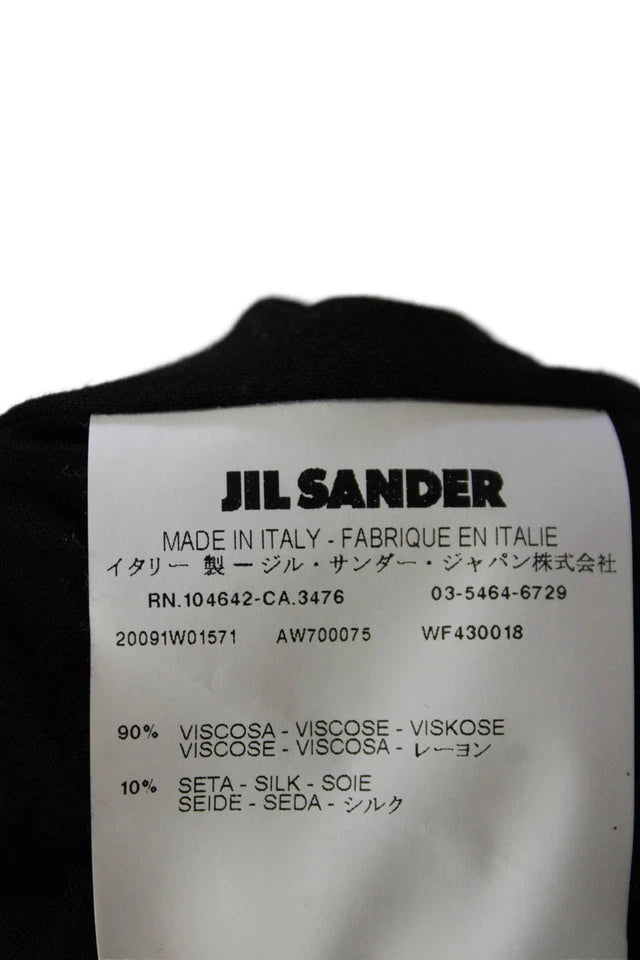 JIL SANDER
MADE IN ITALY - FABRIQUE EN ITALIE
イタリー 製 ー ジル・サンダー・ジャパン株式会社
RN.104642-CA.3476 03-5464-6729
20091W01571 AW700075 WF430018
90% VISCOSA - VISCOSE - VISKOSE
VISCOSE - VISCOSA - レーヨン
10% SETA - SILK - SOIE
SEIDE - SEDA - シルク